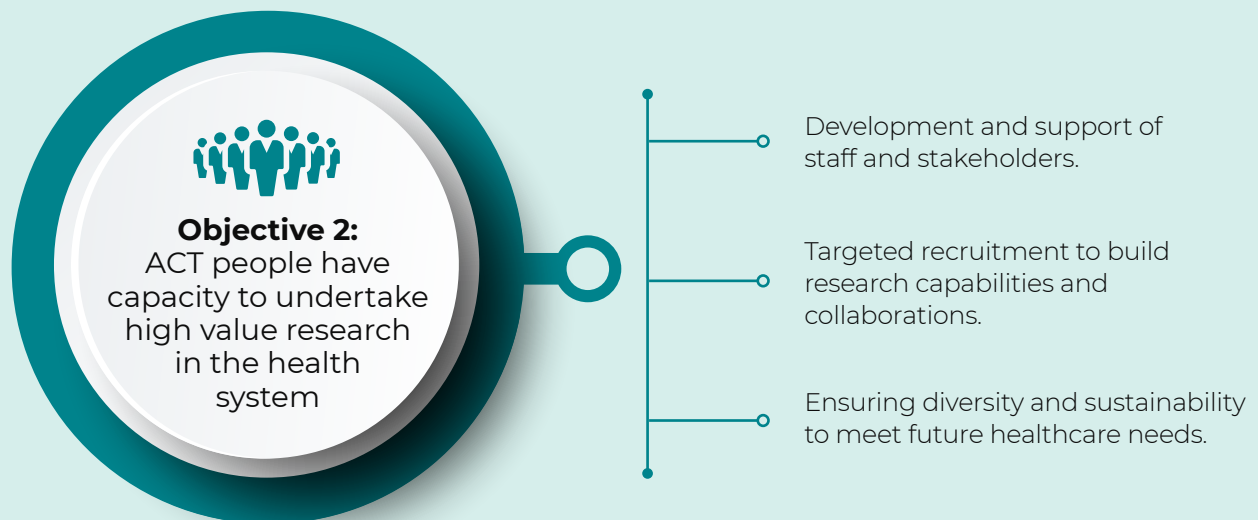 Objective 2:
ACT people have
capacity to undertake
high value research
in the health
system
Development and support of
staff and stakeholders.
Targeted recruitment to build
research capabilities and
collaborations.
Ensuring diversity and sustainability
to meet future healthcare needs.